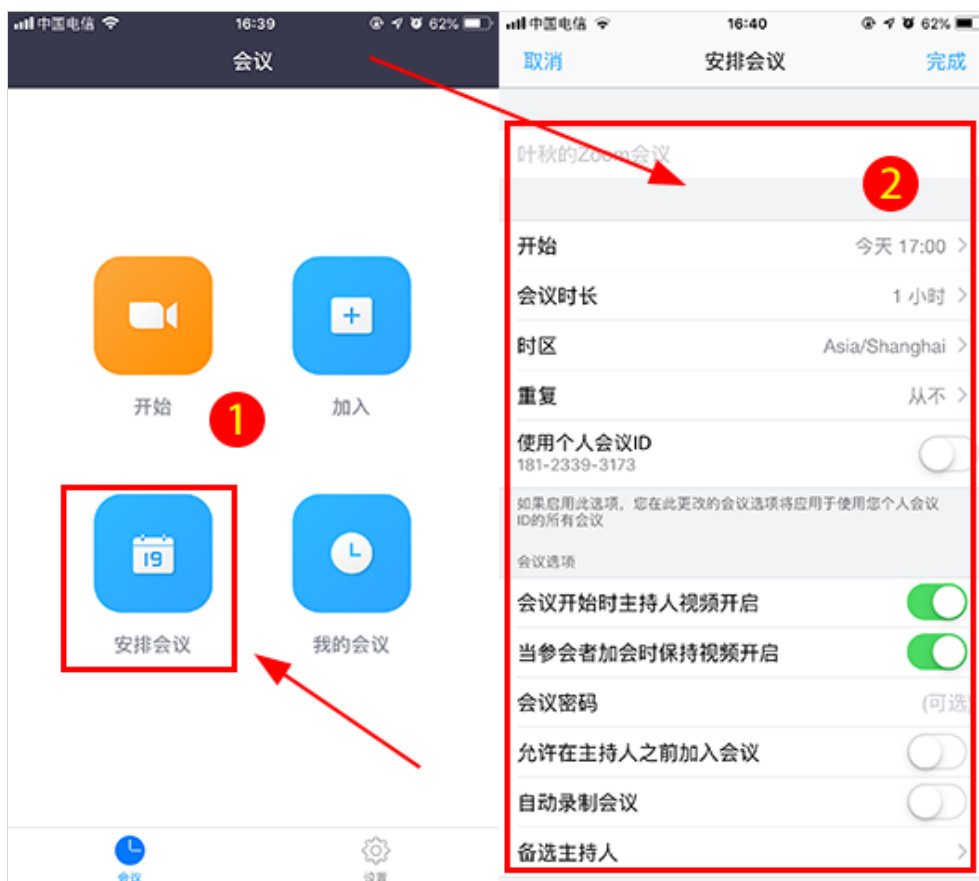 中国电信
16:39
62%
会议
开始
加入
1
19
安排会议
我的会议
会议
设置
中国电信
16:40
62%
取消
安排会议
完成
叶秋的Zoom会议
2
开始
今天 17:00
会议时长
1 小时
时区
Asia/Shanghai
重复
从不
使用个人会议ID
181-2339-3173
如果启用此选项，您在此更改的会议选项将应用于使用您个人会议
ID的所有会议
会议选项
会议开始时主持人视频开启
当参会者加会时保持视频开启
会议密码
(可选
允许在主持人之前加入会议
自动录制会议
备选主持人